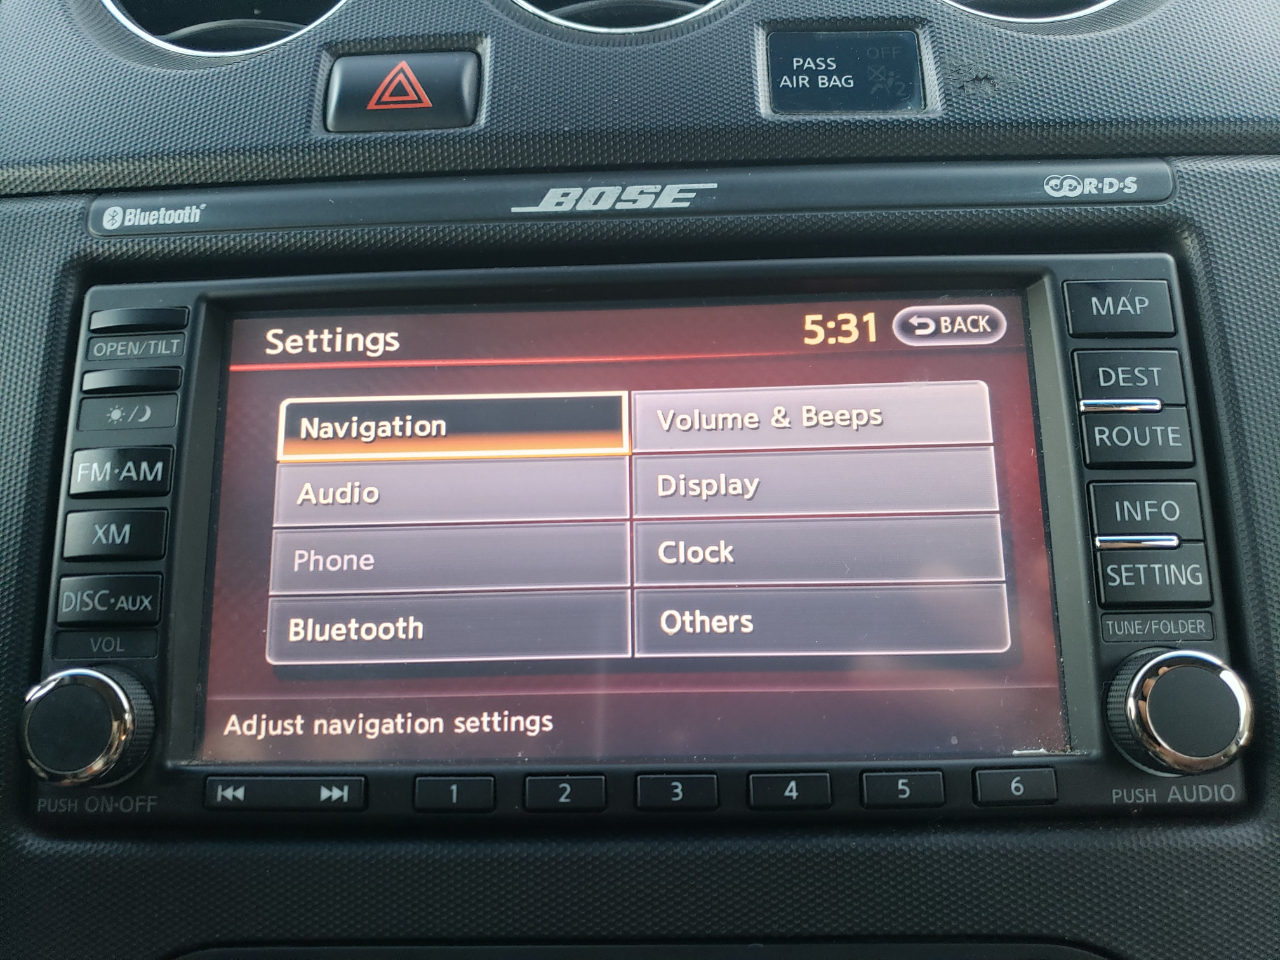 PASS
AIR BAG
OFF
2
Bluetooth
BOSE
R·D·S
OPEN/TILT
FM·AM
XM
DISC·AUX
VOL
PUSH ON·OFF
Settings
5:31
BACK
Navigation
Volume & Beeps
Audio
Display
Phone
Clock
Bluetooth
Others
Adjust navigation settings
MAP
DEST
ROUTE
INFO
SETTING
TUNE/FOLDER
PUSH AUDIO
1
2
3
4
5
6